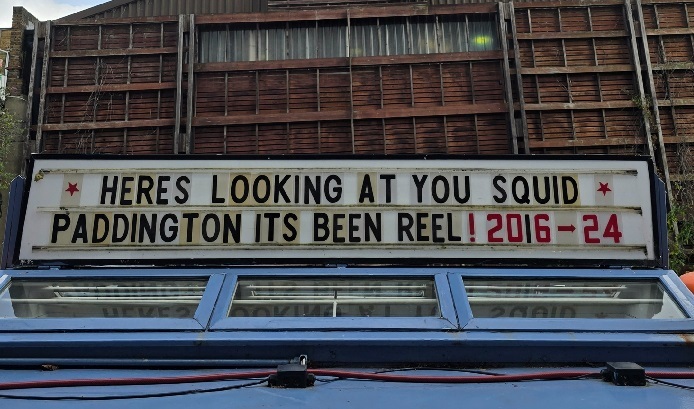 ★ HERES LOOKING AT YOU SQUID ★
PADDINGTON ITS BEEN REEL! 2016→24